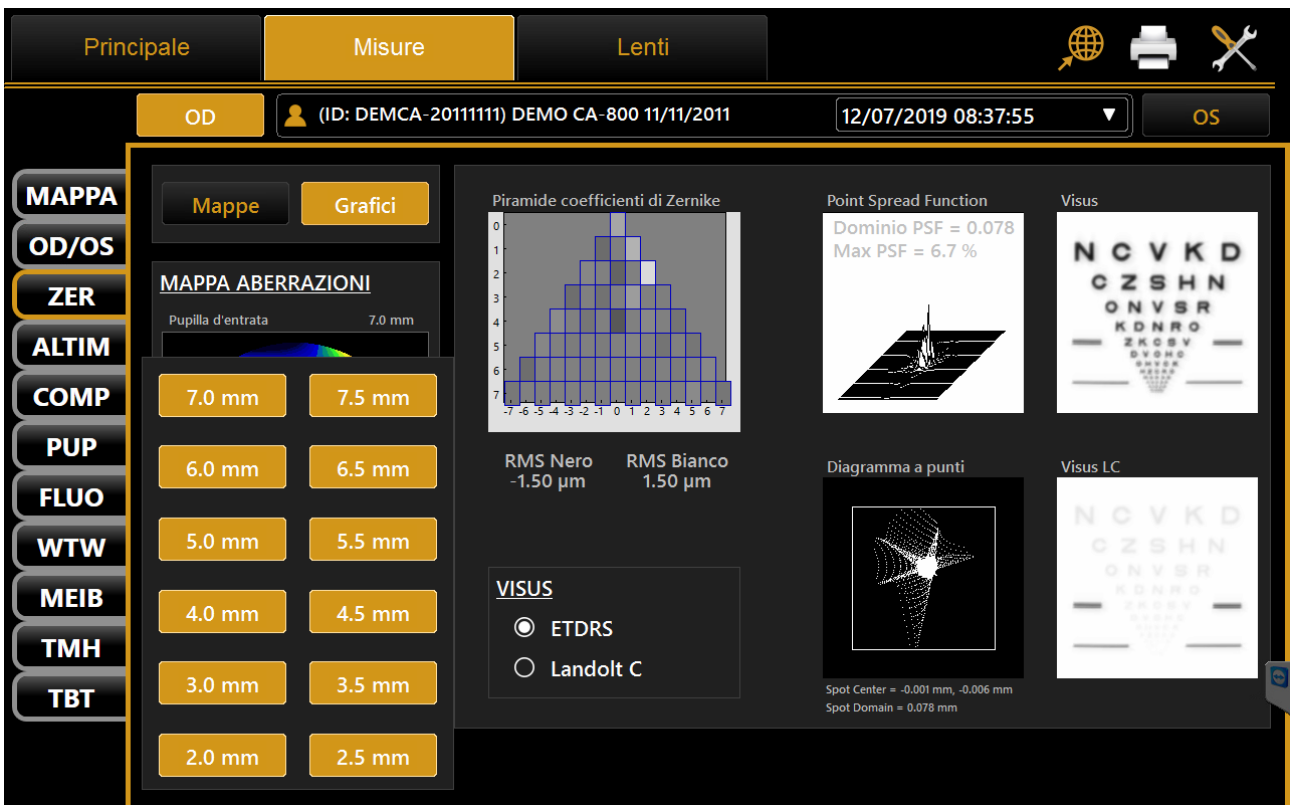 Principale Misure Lenti
OD (ID: DEMCA-20111111) DEMO CA-800 11/11/2011 12/07/2019 08:37:55 ▼ OS
MAPPA
OD/OS
ZER
ALTIM
COMP
PUP
FLUO
WTW
MEIB
TMH
TBT
Mappe Grafici
MAPPA ABERRAZIONI
Pupilla d'entrata 7.0 mm
7.0 mm 7.5 mm
6.0 mm 6.5 mm
5.0 mm 5.5 mm
4.0 mm 4.5 mm
3.0 mm 3.5 mm
2.0 mm 2.5 mm
Piramide coefficienti di Zernike
0
1
2
3
4
5
6
7
-7 -6 -5 -4 -3 -2 -1 0 1 2 3 4 5 6 7
RMS Nero RMS Bianco
-1.50 µm 1.50 µm
VISUS
ETDRS
Landolt C
Point Spread Function
Dominio PSF = 0.078
Max PSF = 6.7 %
Visus
N C V K D
C Z S H N
O N V S R
K D N R O
Z K C S V
D V O H C
Diagramma a punti
Spot Center = -0.001 mm, -0.006 mm
Spot Domain = 0.078 mm
Visus LC
N C V K D
C Z S H N
O N V S R
K D N R O
Z K C S V